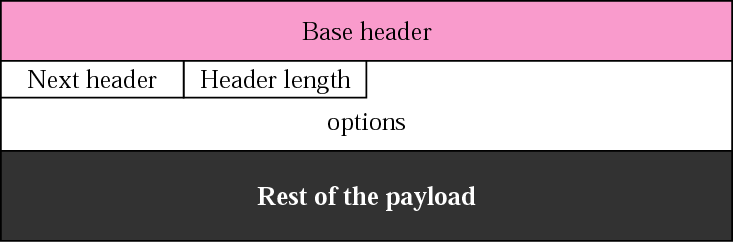 Base header
Next header Header length
options
Rest of the payload